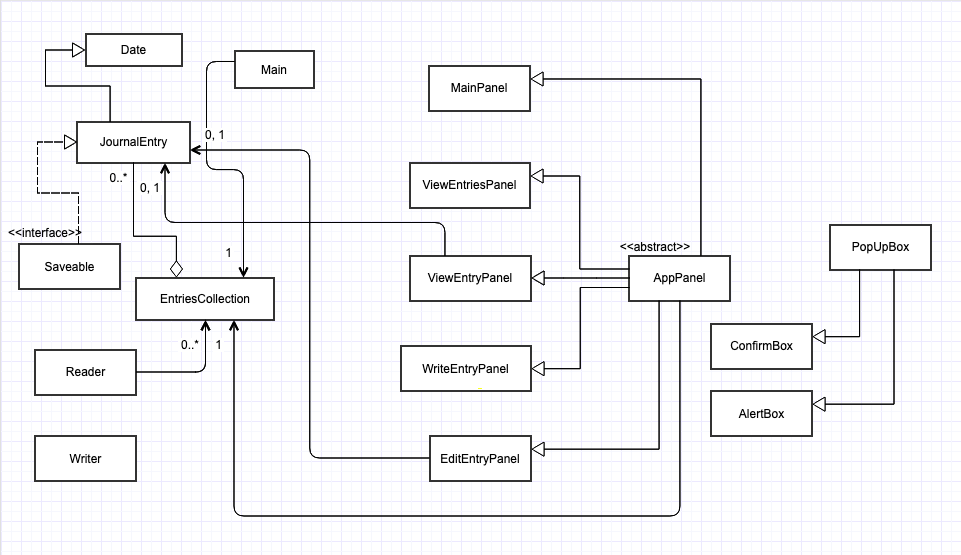 Date
Main
MainPanel
0, 1
JournalEntry
0..*
0, 1
ViewEntriesPanel
<<interface>>
<<abstract>>
PopUpBox
1
Saveable
ViewEntryPanel
AppPanel
EntriesCollection
0..*
1
ConfirmBox
Reader
WriteEntryPanel
AlertBox
Writer
EditEntryPanel